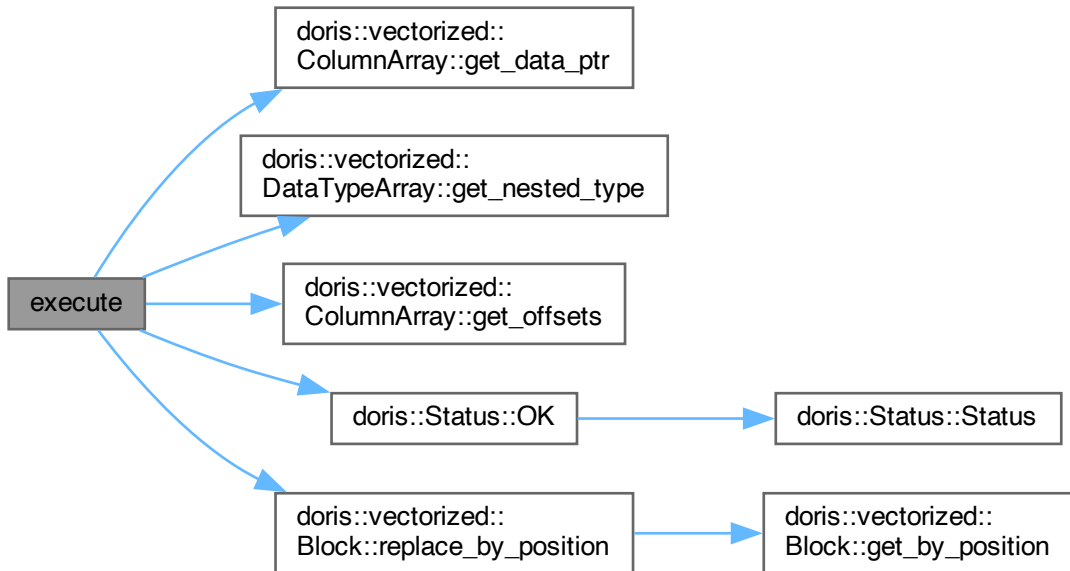 doris::vectorized::
ColumnArray::get_data_ptr
doris::vectorized::
DataTypeArray::get_nested_type
execute
doris::vectorized::
ColumnArray::get_offsets
doris::Status::OK
doris::Status::Status
doris::vectorized::
Block::replace_by_position
doris::vectorized::
Block::get_by_position